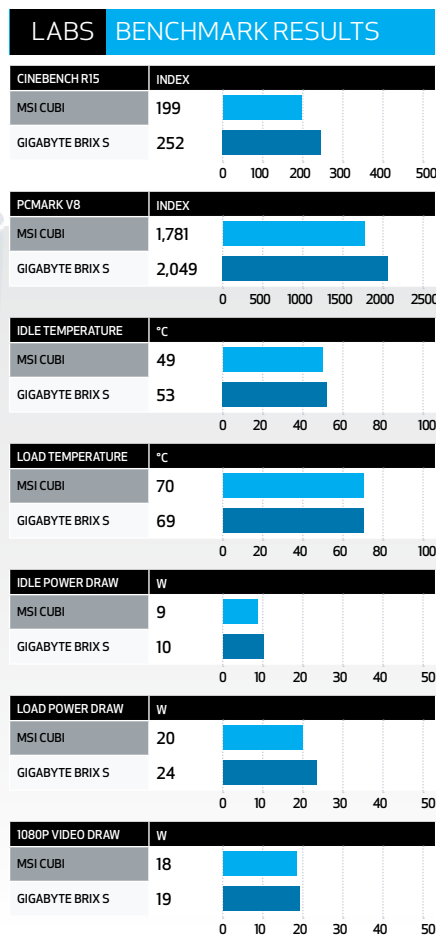 LABS BENCHMARK RESULTS
CINEBENCH R15 INDEX
MSI CUBI 199
GIGABYTE BRIX S 252
0 100 200 300 400 500
PCMARK V8 INDEX
MSI CUBI 1,781
GIGABYTE BRIX S 2,049
0 500 1000 1500 2000 2500
IDLE TEMPERATURE °C
MSI CUBI 49
GIGABYTE BRIX S 53
0 20 40 60 80 100
LOAD TEMPERATURE °C
MSI CUBI 70
GIGABYTE BRIX S 69
0 20 40 60 80 100
IDLE POWER DRAW W
MSI CUBI 9
GIGABYTE BRIX S 10
0 10 20 30 40 50
LOAD POWER DRAW W
MSI CUBI 20
GIGABYTE BRIX S 24
0 10 20 30 40 50
1080P VIDEO DRAW W
MSI CUBI 18
GIGABYTE BRIX S 19
0 10 20 30 40 50